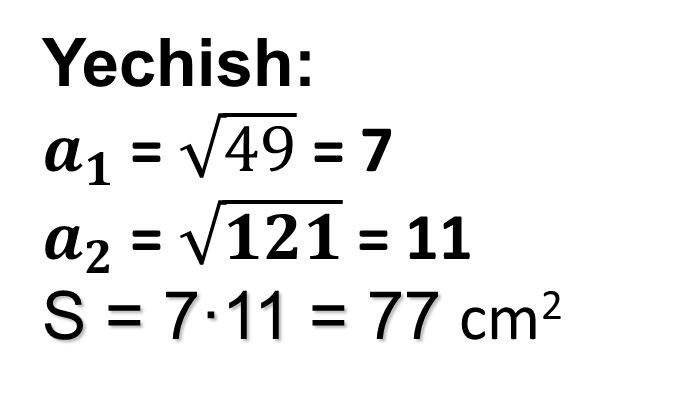 Yechish:
a₁ = √49 = 7
a₂ = √121 = 11
S = 7·11 = 77 cm²